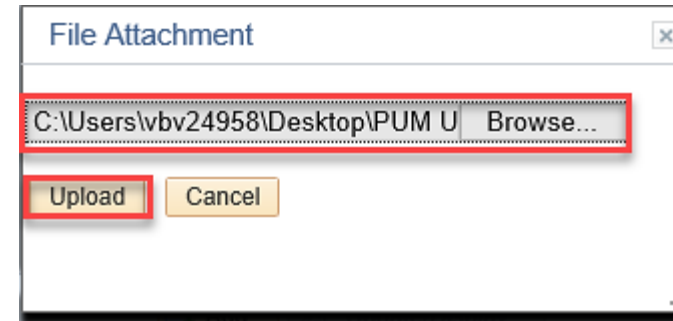 File Attachment
C:\Users\vbv24958\Desktop\PUM U Browse...
Upload Cancel